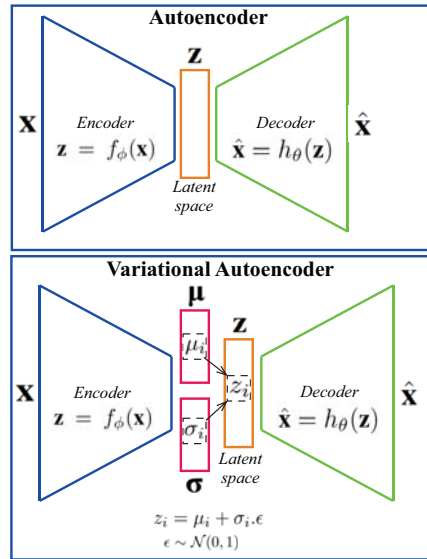 Autoencoder
z
x
Encoder
z = f_ϕ(x)
Decoder
x̂ = h_θ(z)
x̂
Latent
space
Variational Autoencoder
μ
z
μ_i
x
Encoder
z = f_ϕ(x)
z_i
Decoder
x̂ = h_θ(z)
x̂
σ_i
Latent
space
σ
z_i = μ_i + σ_i.ϵ
ϵ ∼ 𝒩(0, 1)